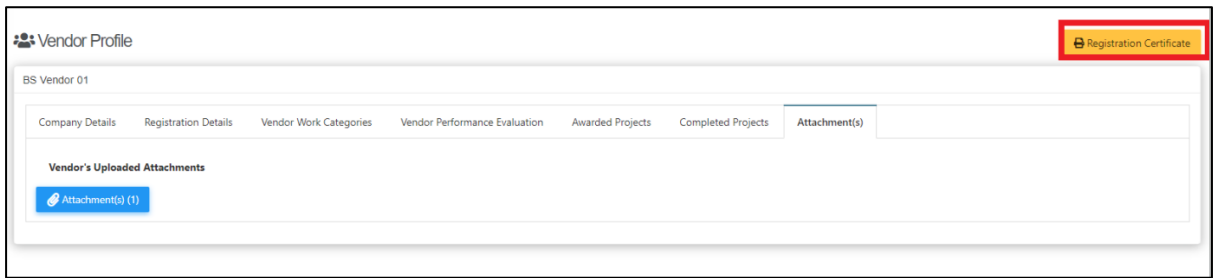 Vendor Profile
Registration Certificate
BS Vendor 01
Company Details Registration Details Vendor Work Categories Vendor Performance Evaluation Awarded Projects Completed Projects Attachment(s)
Vendor's Uploaded Attachments
Attachment(s) (1)